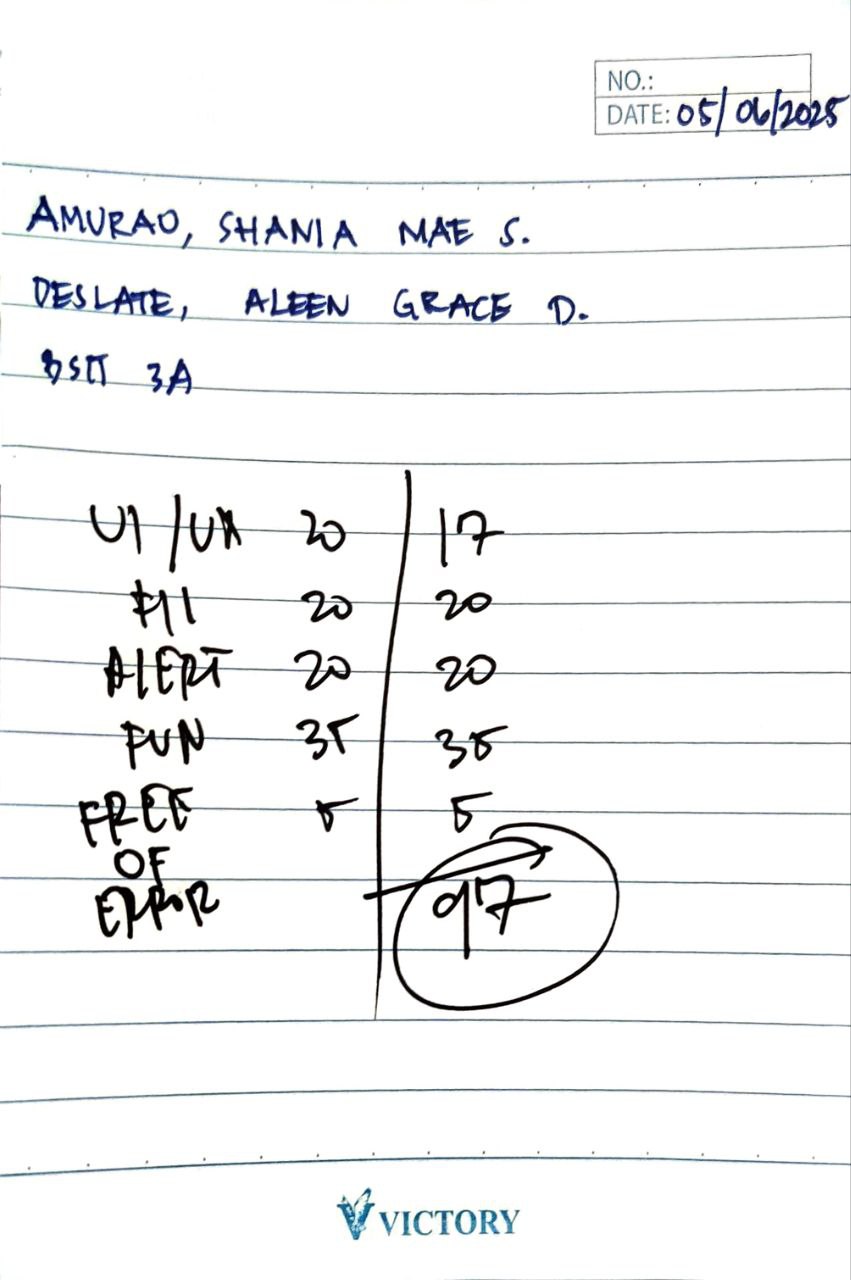 NO.:
DATE: 05/06/2025
AMURAO, SHANIA MAE S.
DESLATE, ALEEN GRACE D.
BSIT 3A
UI/UX 20 17
20 20
ALERT 20 20
FUN 35 35
FREE 5 5
OF
ERROR
97
VICTORY